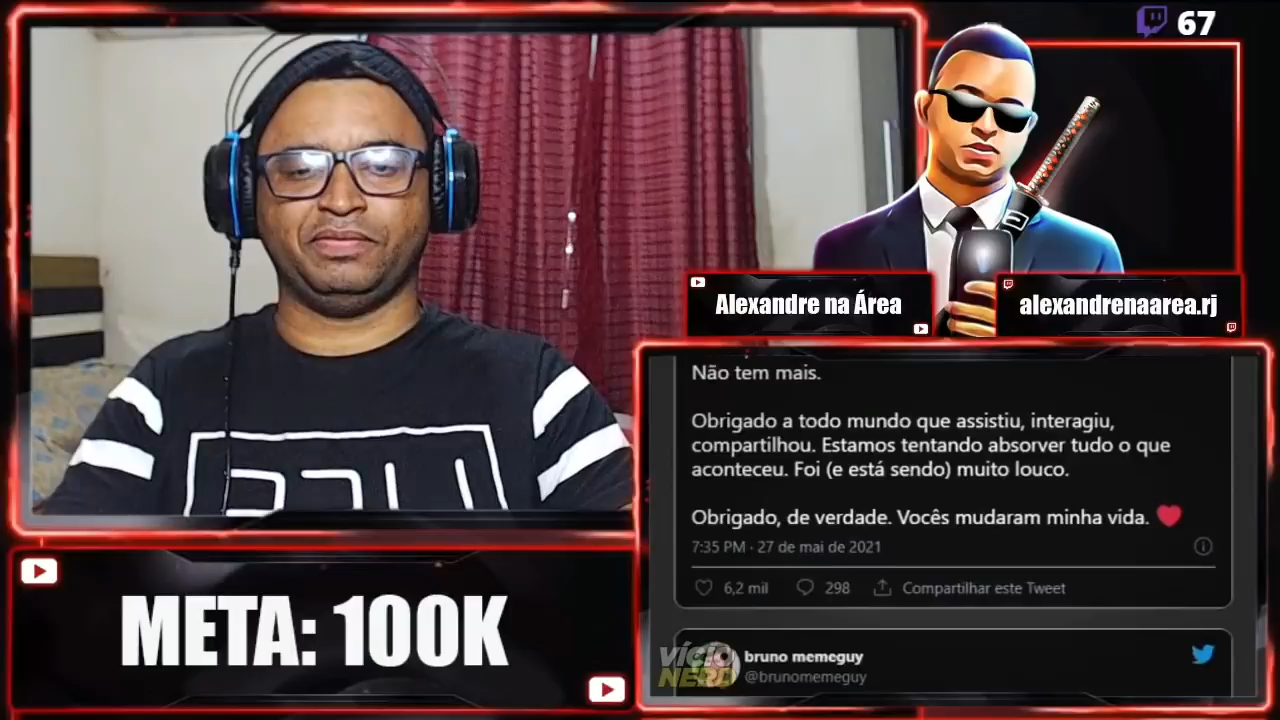 67
Alexandre na Área
alexandrenaarea.rj
Não tem mais.
Obrigado a todo mundo que assistiu, interagiu,
compartilhou. Estamos tentando absorver tudo o que
aconteceu. Foi (e está sendo) muito louco.
Obrigado, de verdade. Vocês mudaram minha vida.
7:35 PM · 27 de mai de 2021
6,2 mil 298 Compartilhar este Tweet
bruno memeguy
@brunomemeguy
VÍCIO
NERD
META: 100K